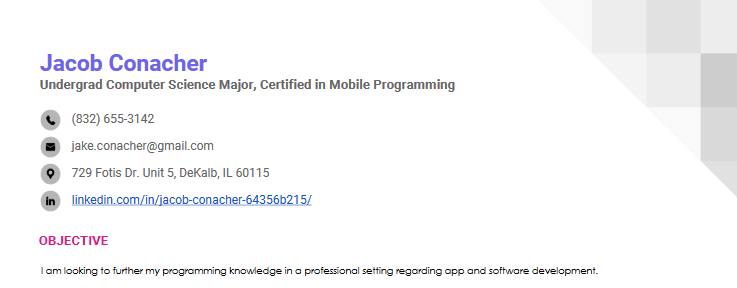 Jacob Conacher
Undergrad Computer Science Major, Certified in Mobile Programming
(832) 655-3142
jake.conacher@gmail.com
729 Fotis Dr. Unit 5, DeKalb, IL 60115
in linkedin.com/in/jacob-conacher-64356b215/
OBJECTIVE
I am looking to further my programming knowledge in a professional setting regarding app and software development.